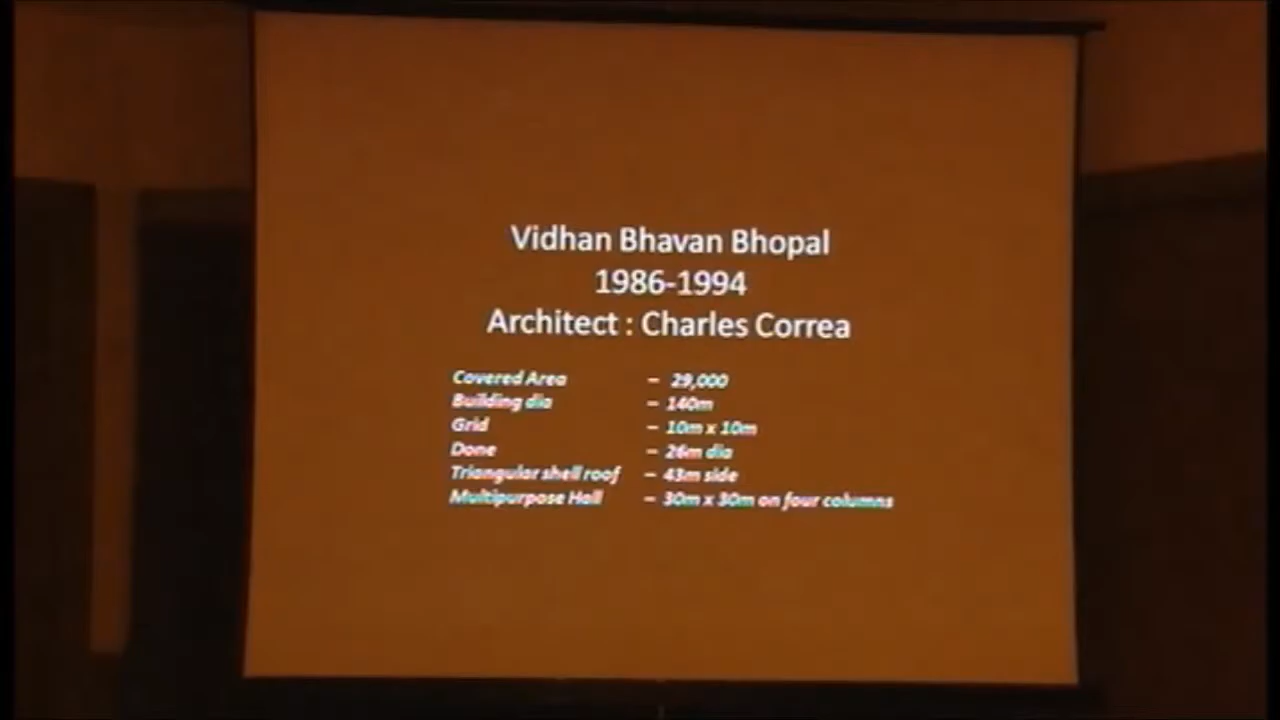 Vidhan Bhavan Bhopal
1986-1994
Architect : Charles Correa
Covered Area – 29,000
Building dia – 140m
Grid – 10m x 10m
Done – 26m dia
Triangular shell roof – 43m side
Multipurpose Hall – 30m x 30m on four columns